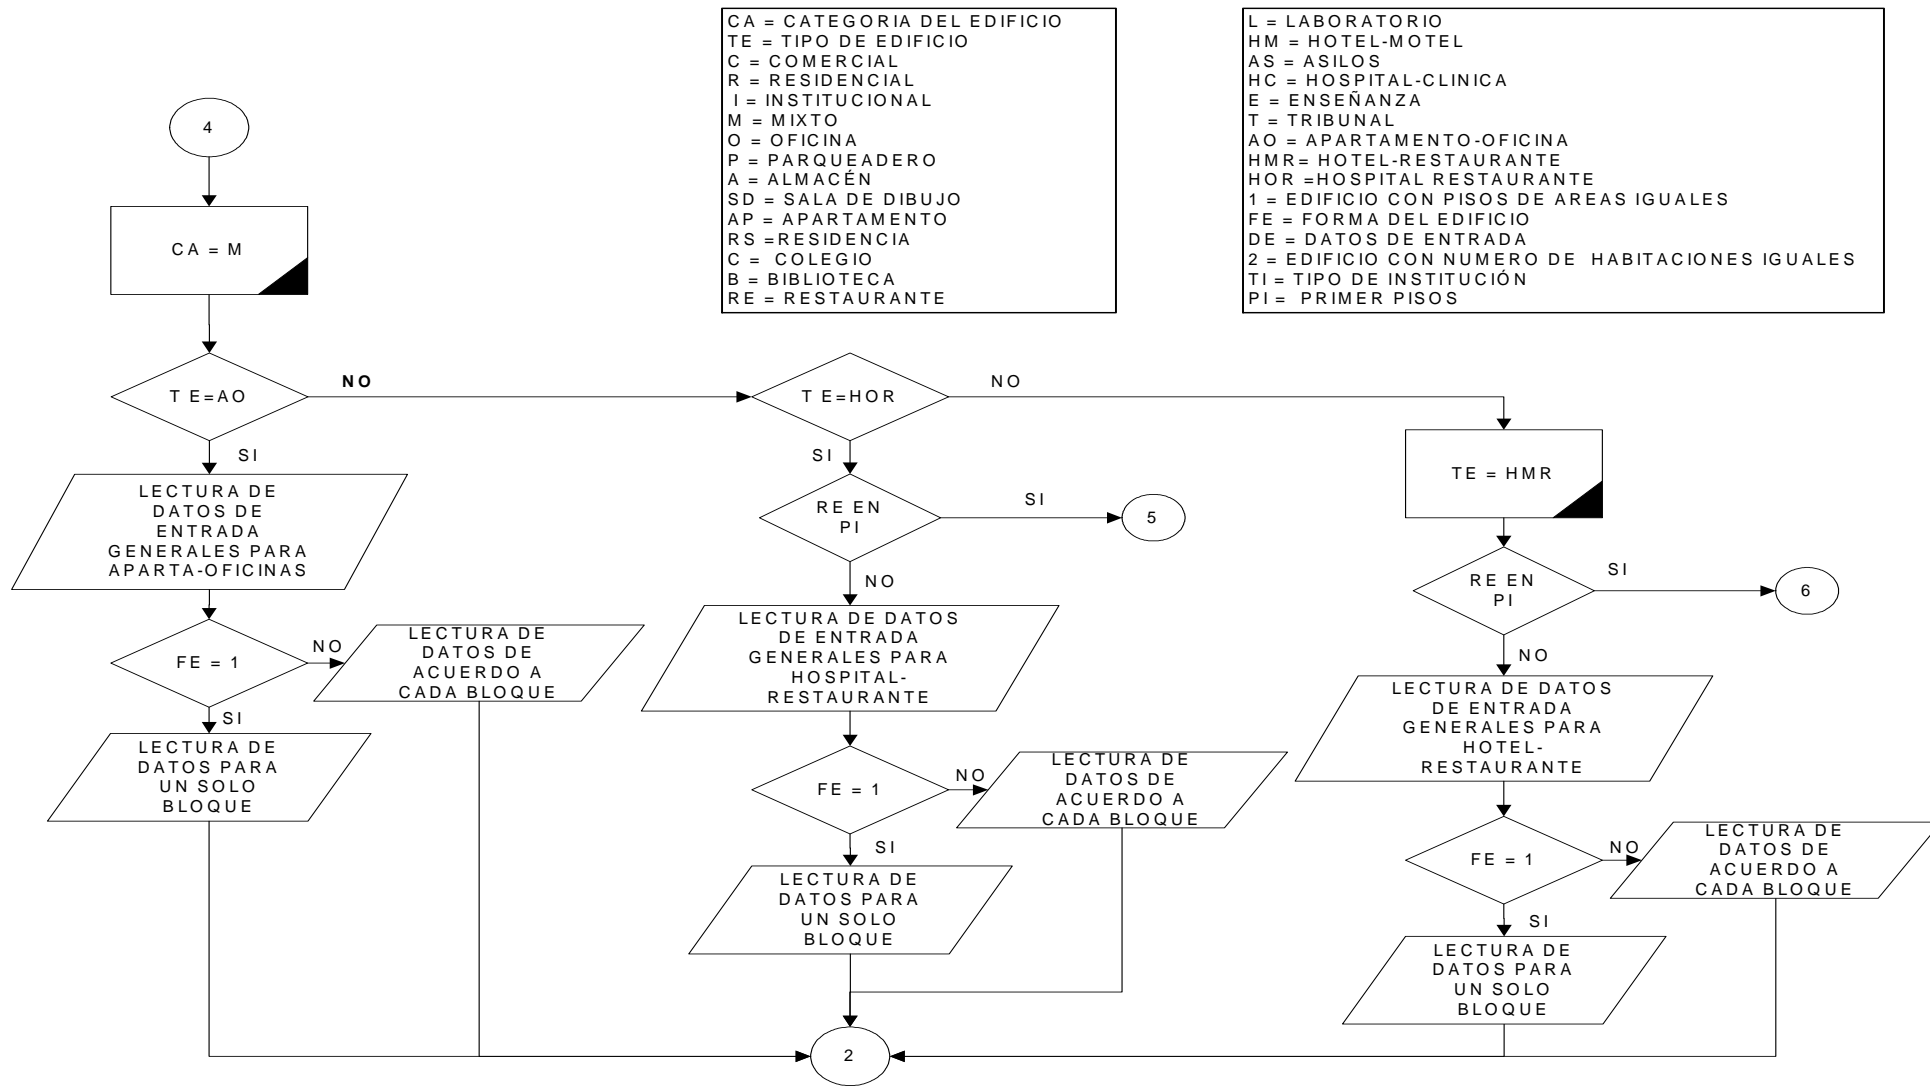 CA = CATEGORIA DEL EDIFICIO
TE = TIPO DE EDIFICIO
C = COMERCIAL
R = RESIDENCIAL
I = INSTITUCIONAL
M = MIXTO
O = OFICINA
P = PARQUEADERO
A = ALMACÉN
SD = SALA DE DIBUJO
AP = APARTAMENTO
RS =RESIDENCIA
C = COLEGIO
B = BIBLIOTECA
RE = RESTAURANTE
L = LABORATORIO
HM = HOTEL-MOTEL
AS = ASILOS
HC = HOSPITAL-CLINICA
E = ENSEÑANZA
T = TRIBUNAL
AO = APARTAMENTO-OFICINA
HMR= HOTEL-RESTAURANTE
HOR =HOSPITAL RESTAURANTE
1 = EDIFICIO CON PISOS DE AREAS IGUALES
FE = FORMA DEL EDIFICIO
DE = DATOS DE ENTRADA
2 = EDIFICIO CON NUMERO DE HABITACIONES IGUALES
TI = TIPO DE INSTITUCIÓN
PI = PRIMER PISOS
4
CA = M
T E=AO
NO
SI
LECTURA DE
DATOS DE
ENTRADA
GENERALES PARA
APARTA-OFICINAS
FE = 1
NO
LECTURA DE
DATOS DE
ACUERDO A
CADA BLOQUE
SI
LECTURA DE
DATOS PARA
UN SOLO
BLOQUE
T E=HOR
NO
SI
RE EN
PI
SI
5
NO
LECTURA DE DATOS
DE ENTRADA
GENERALES PARA
HOSPITAL-
RESTAURANTE
FE = 1
NO
LECTURA DE
DATOS DE
ACUERDO A
CADA BLOQUE
SI
LECTURA DE
DATOS PARA
UN SOLO
BLOQUE
TE = HMR
RE EN
PI
SI
6
NO
LECTURA DE DATOS
DE ENTRADA
GENERALES PARA
HOTEL-
RESTAURANTE
FE = 1
NO
LECTURA DE
DATOS DE
ACUERDO A
CADA BLOQUE
SI
LECTURA DE
DATOS PARA
UN SOLO
BLOQUE
2